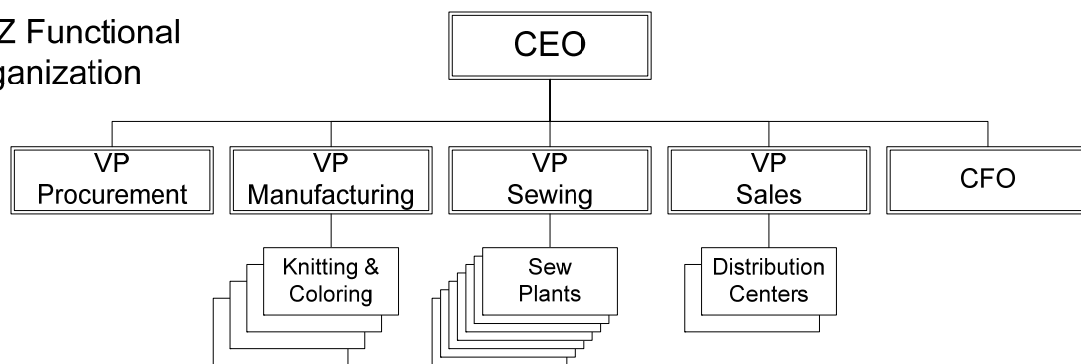 Z Functional
ganization
CEO
VP
Procurement
VP
Manufacturing
VP
Sewing
VP
Sales
CFO
Knitting &
Coloring
Sew
Plants
Distribution
Centers